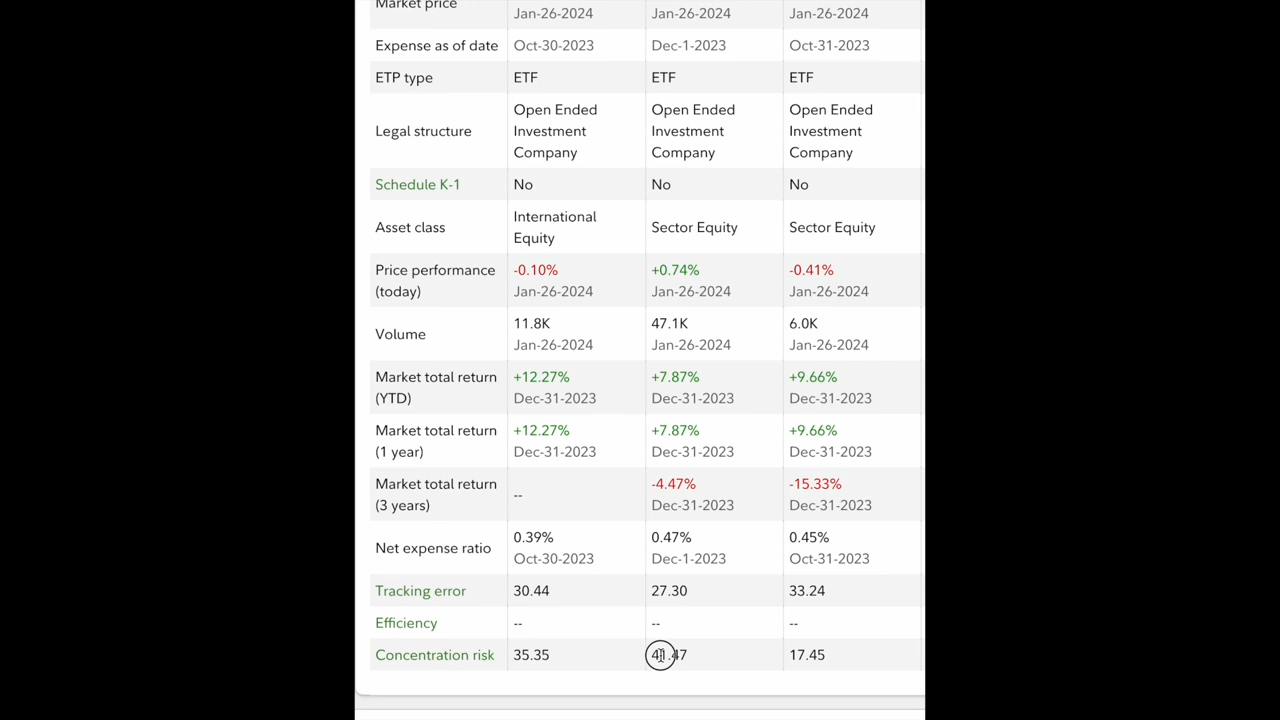 Market price
Jan-26-2024 Jan-26-2024 Jan-26-2024
Expense as of date Oct-30-2023 Dec-1-2023 Oct-31-2023
ETP type ETF ETF ETF
Open Ended Open Ended Open Ended
Legal structure Investment Investment Investment
Company Company Company
Schedule K-1 No No No
International
Asset class Sector Equity Sector Equity
Equity
Price performance -0.10% +0.74% -0.41%
(today) Jan-26-2024 Jan-26-2024 Jan-26-2024
11.8K 47.1K 6.0K
Volume
Jan-26-2024 Jan-26-2024 Jan-26-2024
Market total return +12.27% +7.87% +9.66%
(YTD) Dec-31-2023 Dec-31-2023 Dec-31-2023
Market total return +12.27% +7.87% +9.66%
(1 year) Dec-31-2023 Dec-31-2023 Dec-31-2023
Market total return -4.47% -15.33%
--
(3 years) Dec-31-2023 Dec-31-2023
0.39% 0.47% 0.45%
Net expense ratio
Oct-30-2023 Dec-1-2023 Oct-31-2023
Tracking error 30.44 27.30 33.24
Efficiency -- -- --
Concentration risk 35.35 41.47 17.45